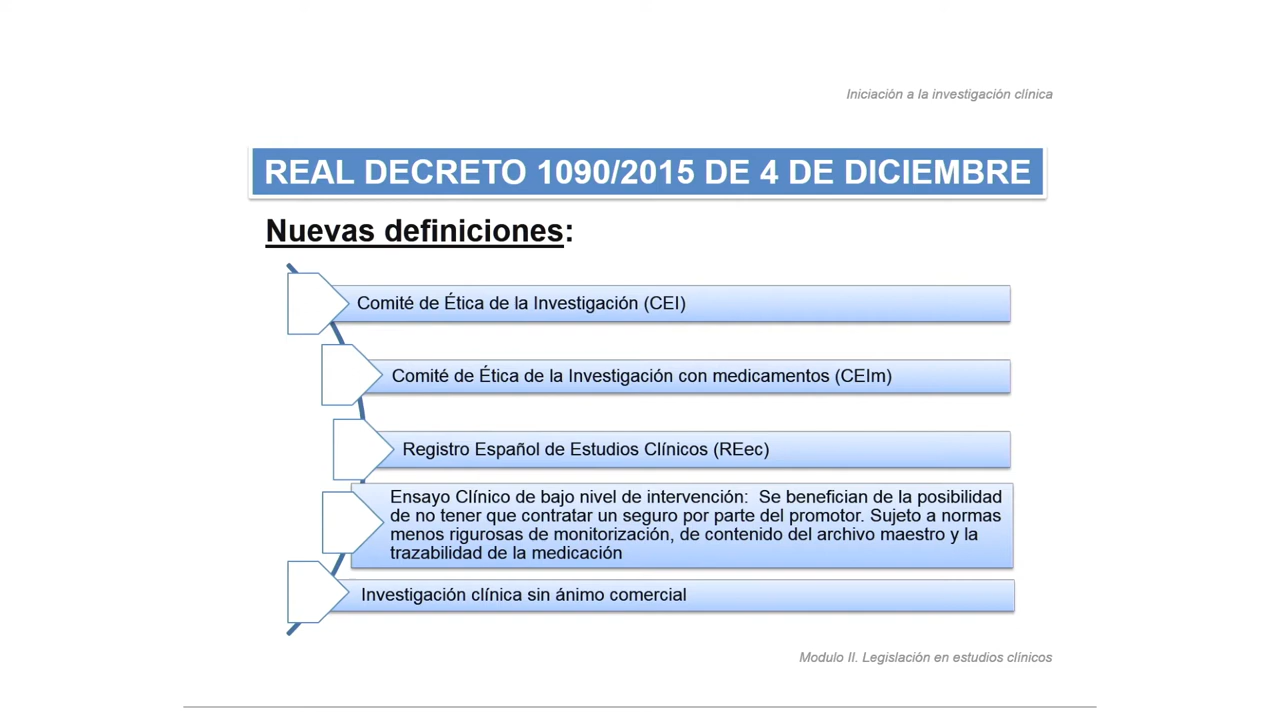 Iniciación a la investigación clínica
REAL DECRETO 1090/2015 DE 4 DE DICIEMBRE
Nuevas definiciones:
Comité de Ética de la Investigación (CEI)
Comité de Ética de la Investigación con medicamentos (CEIm)
Registro Español de Estudios Clínicos (REec)
Ensayo Clínico de bajo nivel de intervención: Se benefician de la posibilidad
de no tener que contratar un seguro por parte del promotor. Sujeto a normas
menos rigurosas de monitorización, de contenido del archivo maestro y la
trazabilidad de la medicación
Investigación clínica sin ánimo comercial
Modulo II. Legislación en estudios clínicos